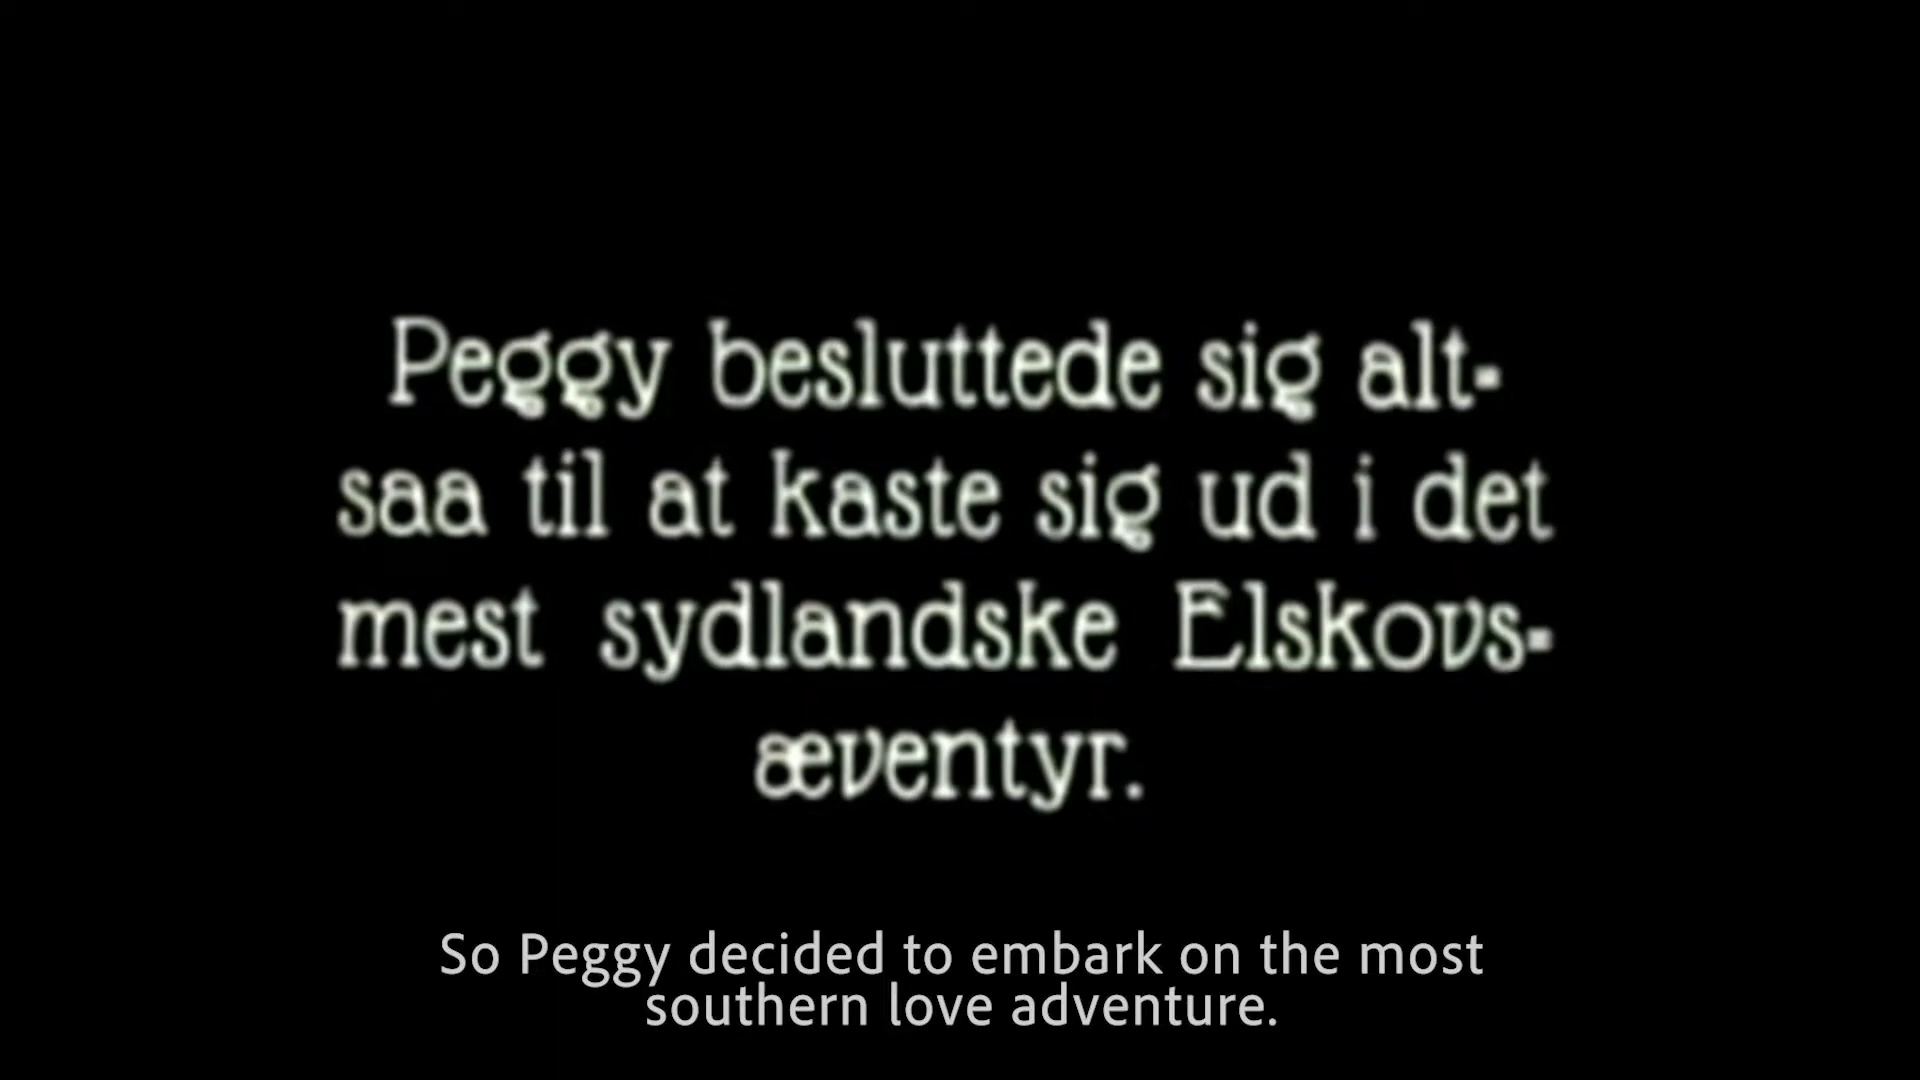 Peggy besluttede sig alt-
saa til at kaste sig ud i det
mest sydlandske Elskovs-
æventyr.
So Peggy decided to embark on the most
southern love adventure.